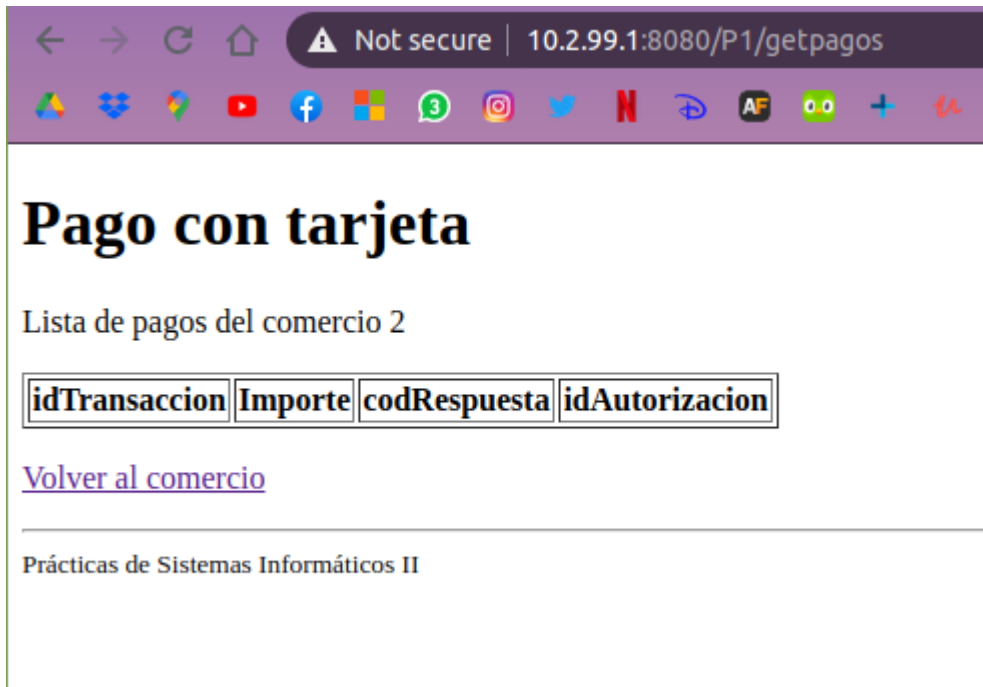 Not secure | 10.2.99.1:8080/P1/getpagos
3 N AF
Pago con tarjeta
Lista de pagos del comercio 2
idTransaccion Importe codRespuesta idAutorizacion
Volver al comercio
Prácticas de Sistemas Informáticos II